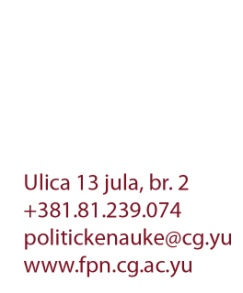 Ulica 13 jula, br. 2
+381.81.239.074
politickenauke@cg.yu
www.fpn.cg.ac.yu